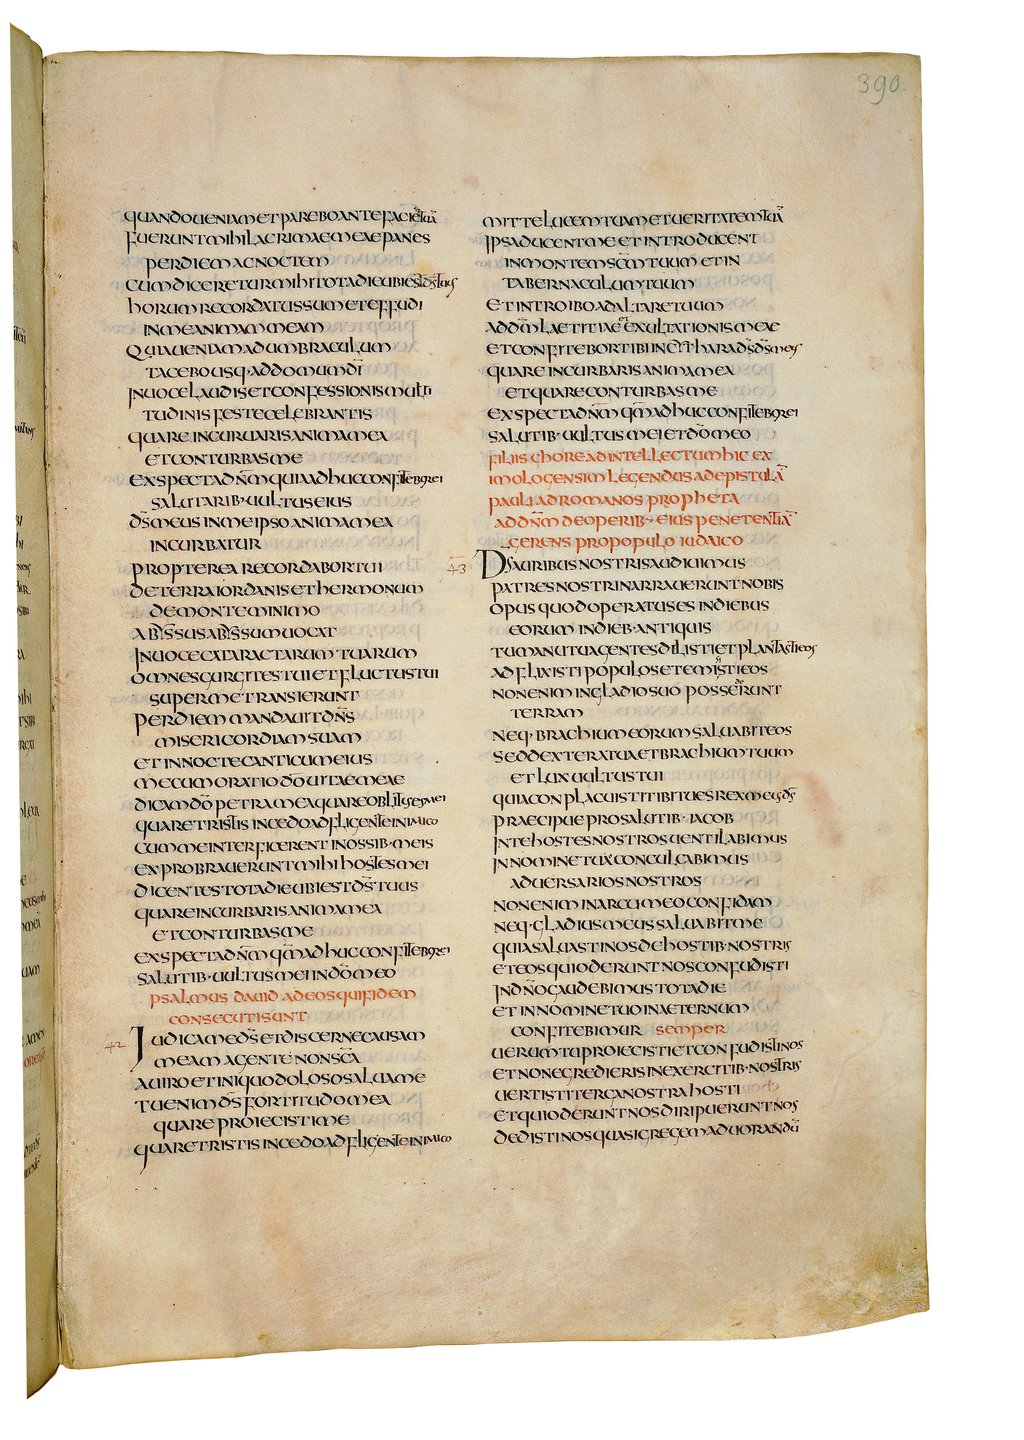 390
QUANDO UENIAM ET PAREBO ANTE FACIEM TUAM
FUERUNT MIHI LACRIMAE MEAE PANES
PER DIEM AC NOCTEM
CUM DICERETUR MIHI TOTA DIE UBI EST DS TUUS
HORUM RECORDATUS SUM ET EFFUDI
IN ME ANIMAM MEAM
QUIA UENIAM AD UMBRACULUM
TACEBO USQ· AD DOMUM DI
IN UOCE LAUDIS ET CONFESSIONIS MULTI
TUDINIS FESTE CELEBRANTIS
QUARE INCURUARIS ANIMA MEA
ET CONTURBAS ME
EXSPECTA DNM QUIA ADHUC CONFITEBOR EI
SALUTARIB· UULTUS EIUS
DS MEUS IN ME IPSO ANIMA MEA
INCURBATUR
PROPTEREA RECORDABOR TUI
DE TERRA IORDANIS ET HERMONUM
DE MONTE MINIMO
ABISSUS ABISSUM UOCAT
IN UOCE CATARACTARUM TUARUM
OMNES GURGITES TUI ET FLUCTUS TUI
SUPER ME TRANSIERUNT
PER DIEM MANDAUIT DNS
MISERICORDIAM SUAM
ET IN NOCTE CANTICUM EIUS
MECUM ORATIO DO UITAE MEAE
DICAM DO PETRA MEA QUARE OBLITUS ES MEI
QUARE TRISTIS INCEDO ADFLIGENTE INIMICO
CUM ME INTERFICERENT IN OSSIB· MEIS
EXPROBRAUERUNT MIHI HOSTES MEI
DICENTES TOTA DIE UBI EST DS TUUS
QUARE INCURBARIS ANIMA MEA
ET CONTURBAS ME
EXSPECTA DNM QM ADHUC CONFITEBOR EI
SALUTIB· UULTUS MEI IN DO MEO
PSALMUS DAUID AD EOS QUI FIDEM
CONSECUTI SUNT
42 IUDICA ME DS ET DISCERNE CAUSAM
MEAM A GENTE NON SCA
A UIRO ET INIQUO DOLOSO SALUA ME
TU ENIM DS FORTITUDO MEA
QUARE PROIECISTI ME
QUARE TRISTIS INCEDO ADFLIGENTE INIMICO
MITTE LUCEM TUAM ET UERITATEM TUA
IPSA DUCENT ME ET INTRODUCENT
IN MONTEM SCM TUUM ET IN
TABERNACULUM TUUM
ET INTROIBO AD ALTARE TUUM
AD DM LAETITIAE ET EXULTATIONIS MEAE
ET CONFITEBOR TIBI IN CITHARA DS DS MEUS
QUARE INCURBARIS ANIMA MEA
ET QUARE CONTURBAS ME
EXSPECTA DNM QM ADHUC CONFITEBOR EI
SALUTIB· UULTUS MEI ET DO MEO
FILIIS CHORE AD INTELLECTUM HIC EX
IMOLOGENSIM LEGENDUS AD EPISTULA
PAULI AD ROMANOS PROPHETA
AD DNM DE OPERIB· EIUS PENETENTIA
GERENS PRO POPULO IUDAICO
43 DS AURIBUS NOSTRIS AUDIUIMUS
PATRES NOSTRI NARRAUERUNT NOBIS
OPUS QUOD OPERATUS ES IN DIEBUS
EORUM IN DIEB· ANTIQUIS
TU MANU TUA GENTES DELISTI ET PLANTASTI EOS
ADFLIXISTI POPULOS ET EMISISTI EOS
NON ENIM IN GLADIO SUO POSSERUNT
TERRAM
NEQ· BRACHIUM EORUM SALUABIT EOS
SED DEXTERA TUA ET BRACHIUM TUUM
ET LUX UULTUS TUI
QUIA CONPLACUISTI TIBI TU ES REX MEUS DS
PRAECIPUE PRO SALUTIB· IACOB
IN TE HOSTES NOSTROS UENTILABIMUS
IN NOMINE TUO CONCULCABIMUS
ADUERSARIOS NOSTROS
NON ENIM IN ARCU MEO CONFIDAM
NEQ· GLADIUS MEUS SALUABIT ME
QUIA SALUASTI NOS DE HOSTIB· NOSTRIS
ET EOS QUI ODERUNT NOS CONFUDISTI
IN DNO GAUDEBIMUS TOTA DIE
ET IN NOMINE TUO IN AETERNUM
CONFITEBIMUR SEMPER
UERUM TU PROIECISTI ET CONFUDISTI NOS
ET NON EGREDIERIS IN EXERCITIB· NOSTRIS
UERTISTI TERGA NOSTRA HOSTI
ET QUI ODERUNT NOS DIRIPUERUNT NOS
DEDISTI NOS QUASI GREGEM AD UORANDU